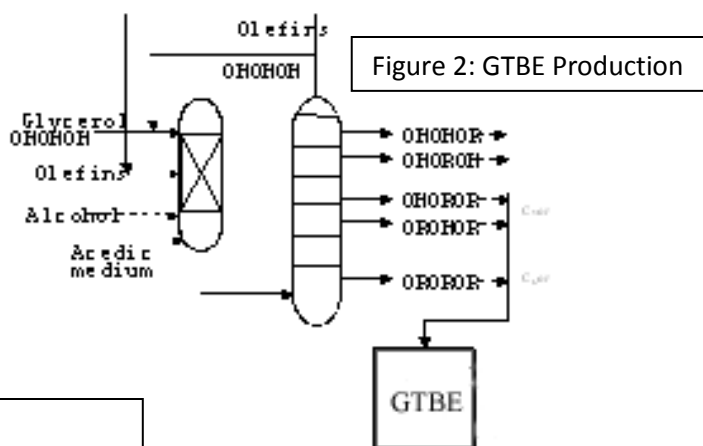 Olefins
OHOHOH
Figure 2: GTBE Production
Glycerol
OHOHOH
Olefins
Alcohol
Acedic
medium
OHOHOR
OHOROH
OHOROR
OROHOR
OROROR
GTBE